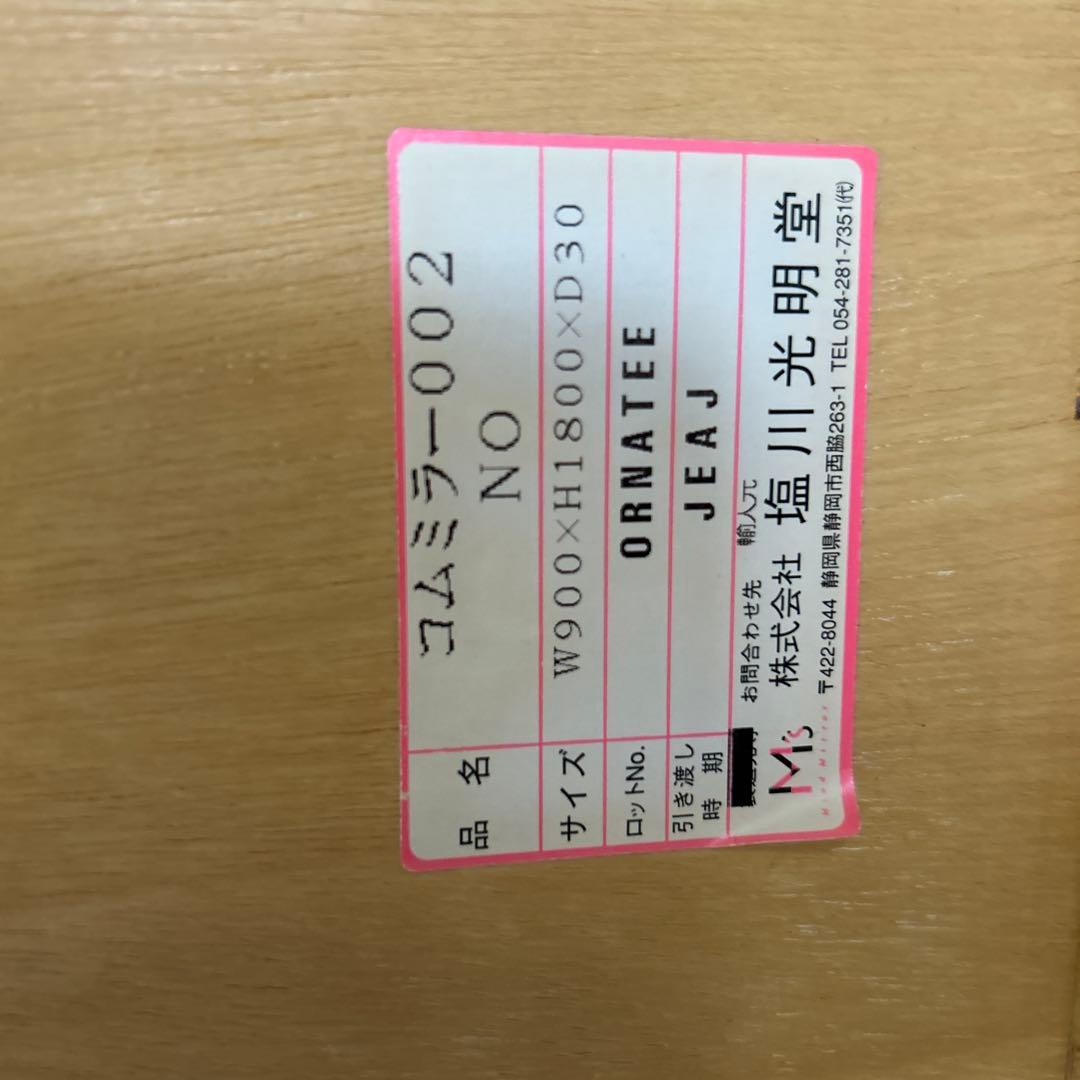 品 名 コムミラー002
NO
サイズ W900×H1800×D30
ロットNo. ORNATEE
引き渡し
時 期 JEAJ
お問合わせ先 輸入元
M's 株式会社 塩川光明堂
〒422-8044 静岡県静岡市西脇263-1 TEL 054-281-7351(代)